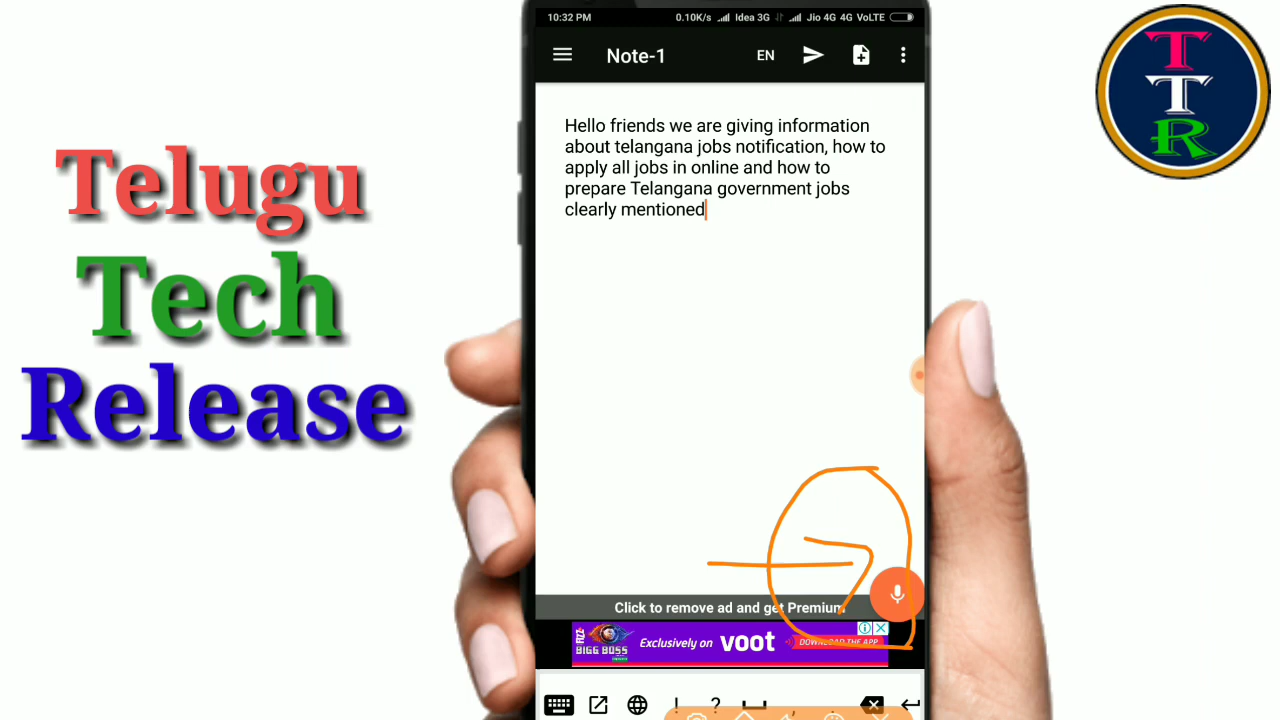 Telugu
Tech
Release
10:32 PM 0.10K/s Idea 3G Jio 4G 4G VoLTE
Note-1 EN
Hello friends we are giving information
about telangana jobs notification, how to
apply all jobs in online and how to
prepare Telangana government jobs
clearly mentioned
Click to remove ad and get Premium
BIGG BOSS
Exclusively on voot DOWNLOAD THE APP
! ?
T
T
R